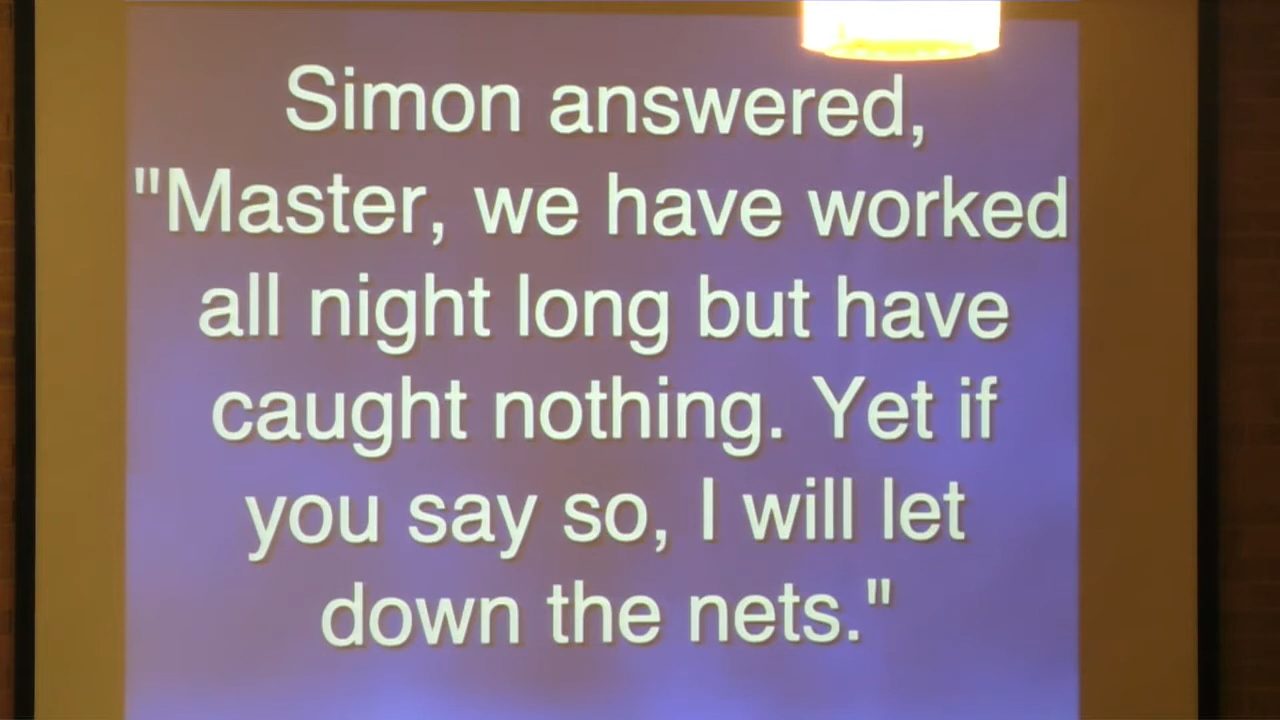 Simon answered,
"Master, we have worked
all night long but have
caught nothing. Yet if
you say so, I will let
down the nets."